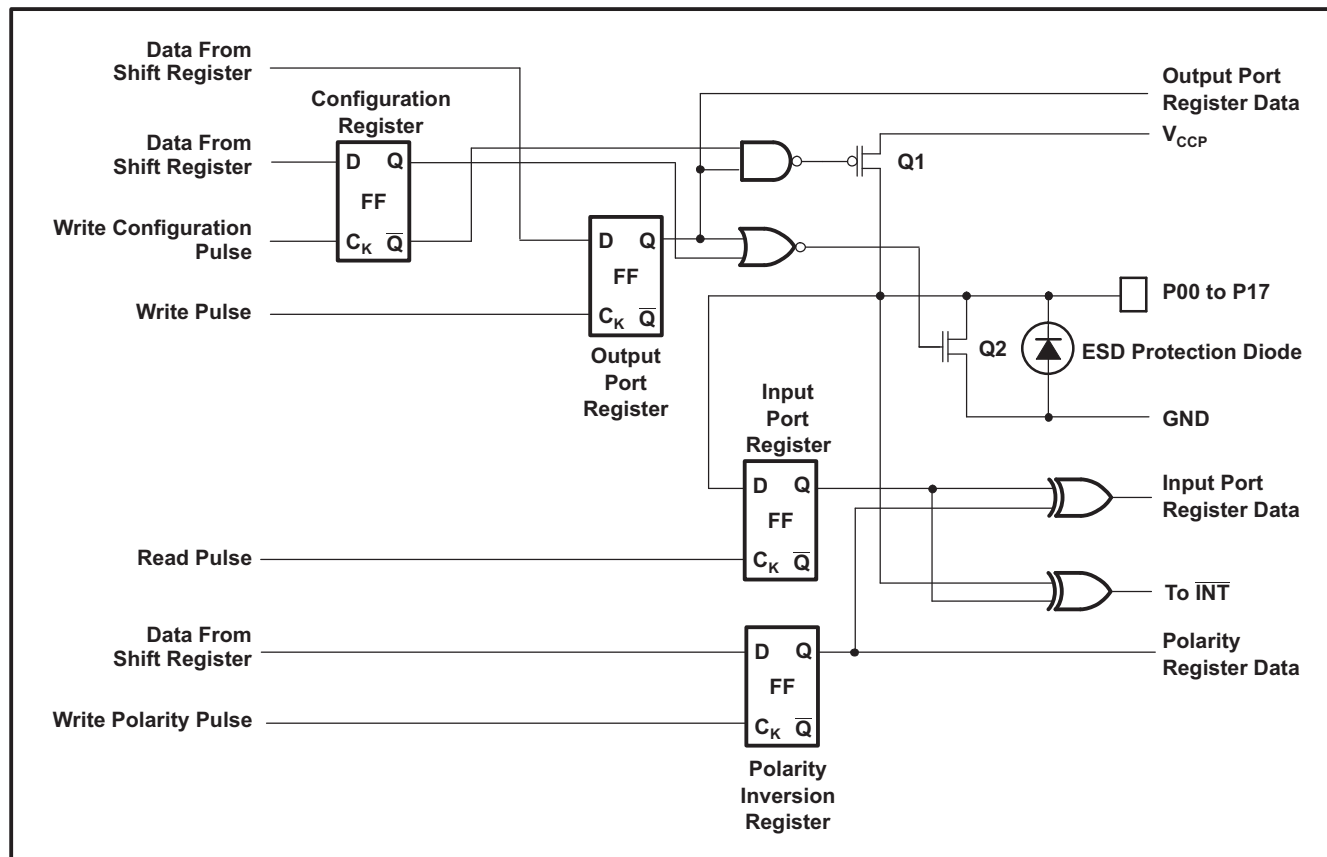 Data From
Shift Register
Configuration
Register
Data From
Shift Register
D Q
FF
Write Configuration
Pulse
C_K Q̅
Output Port
Register Data
V_CCP
Q1
D Q
FF
Write Pulse
C_K Q̅
Output
Port
Register
P00 to P17
Q2
ESD Protection Diode
GND
Input
Port
Register
D Q
FF
Read Pulse
C_K Q̅
Input Port
Register Data
To I̅N̅T̅
Data From
Shift Register
D Q
FF
Write Polarity Pulse
C_K Q̅
Polarity
Register Data
Polarity
Inversion
Register